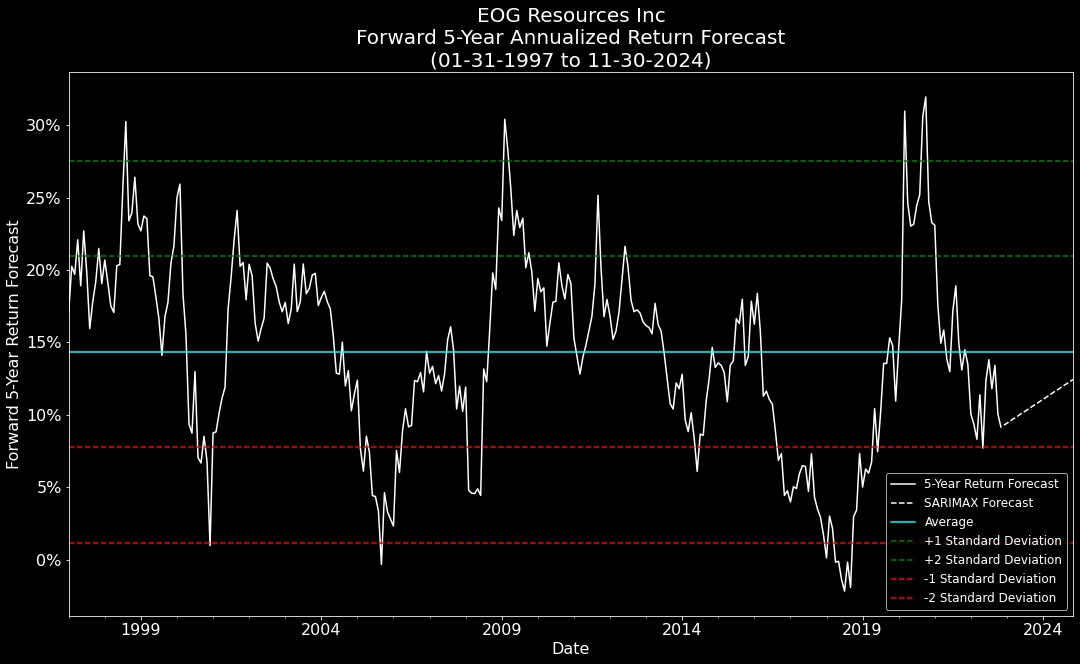 EOG Resources Inc
Forward 5-Year Annualized Return Forecast
(01-31-1997 to 11-30-2024)
Forward 5-Year Return Forecast
30%
25%
20%
15%
10%
5%
0%
5-Year Return Forecast
SARIMAX Forecast
Average
+1 Standard Deviation
+2 Standard Deviation
-1 Standard Deviation
-2 Standard Deviation
1999
2004
2009
2014
2019
2024
Date